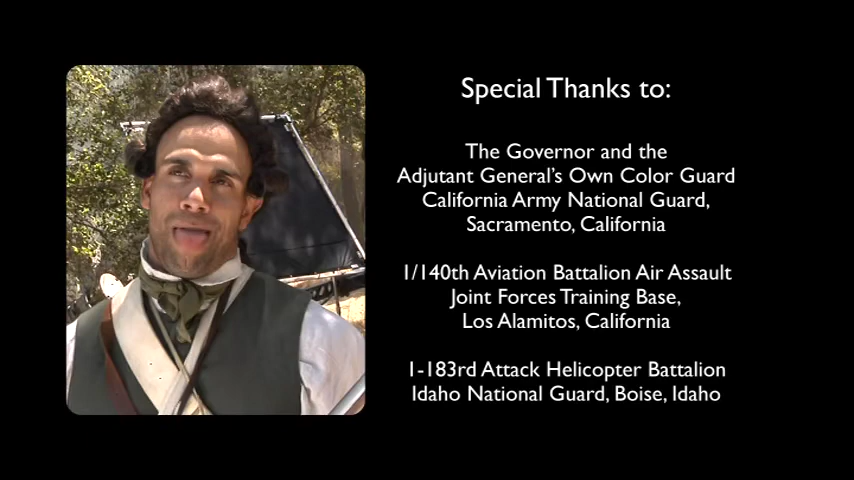 Special Thanks to:
The Governor and the
Adjutant General's Own Color Guard
California Army National Guard,
Sacramento, California
1/140th Aviation Battalion Air Assault
Joint Forces Training Base,
Los Alamitos, California
1-183rd Attack Helicopter Battalion
Idaho National Guard, Boise, Idaho